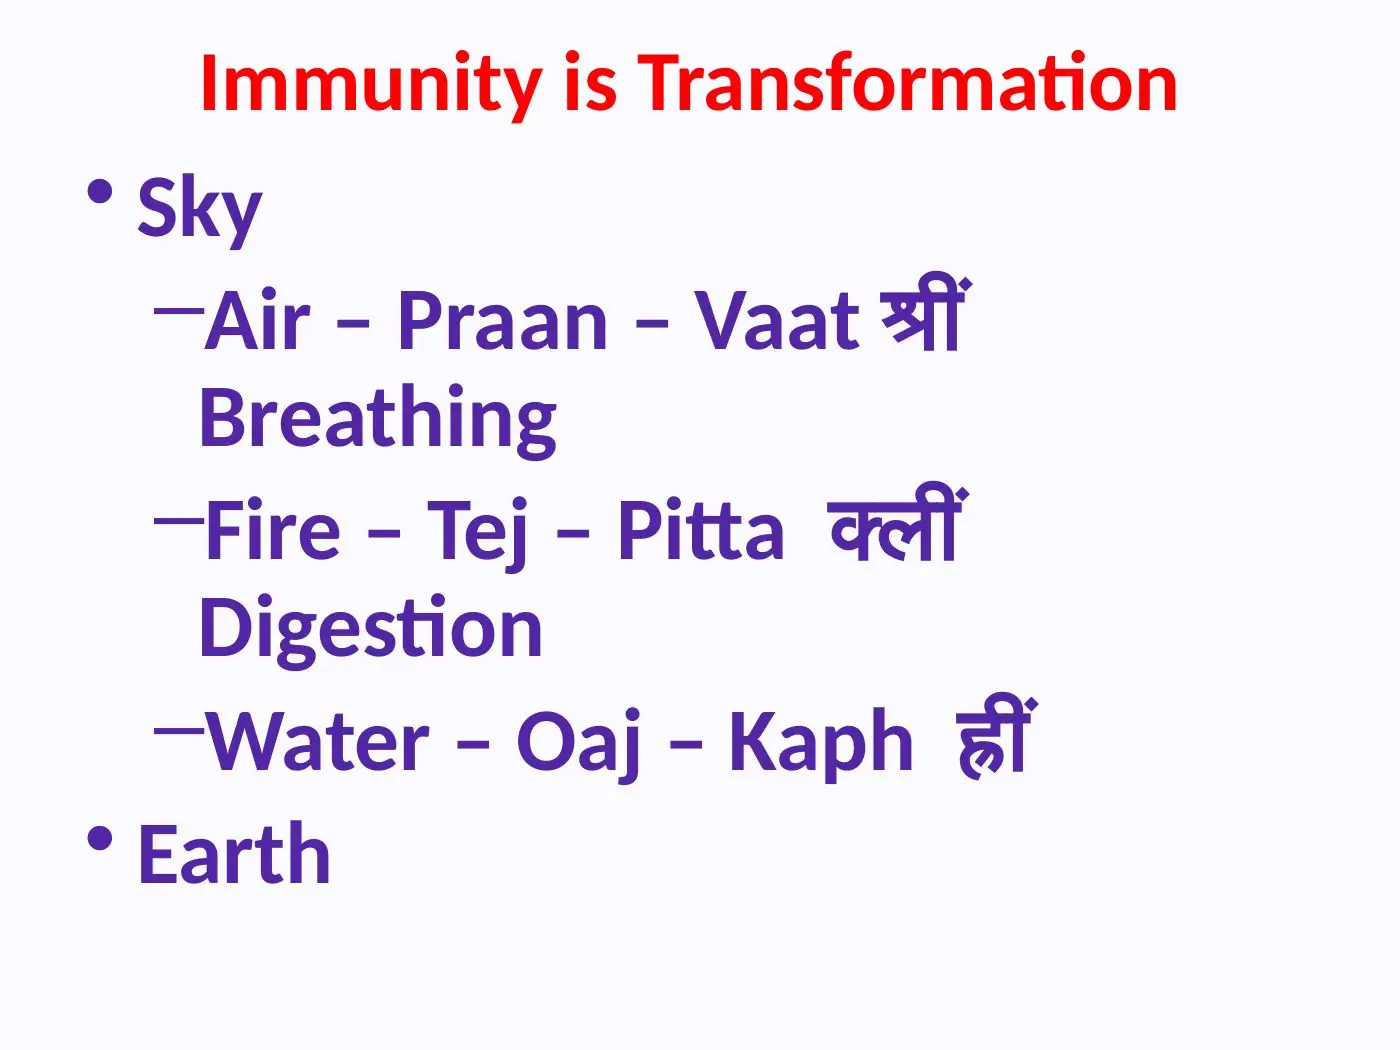 Immunity is Transformation
• Sky
–Air – Praan – Vaat श्रीं
Breathing
–Fire – Tej – Pitta क्लीं
Digestion
–Water – Oaj – Kaph ह्रीं
• Earth